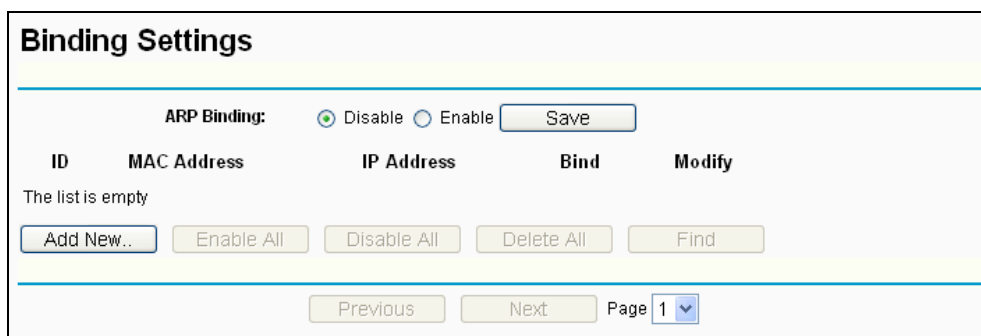 Binding Settings
ARP Binding: Disable Enable Save
ID MAC Address IP Address Bind Modify
The list is empty
Add New.. Enable All Disable All Delete All Find
Previous Next Page 1